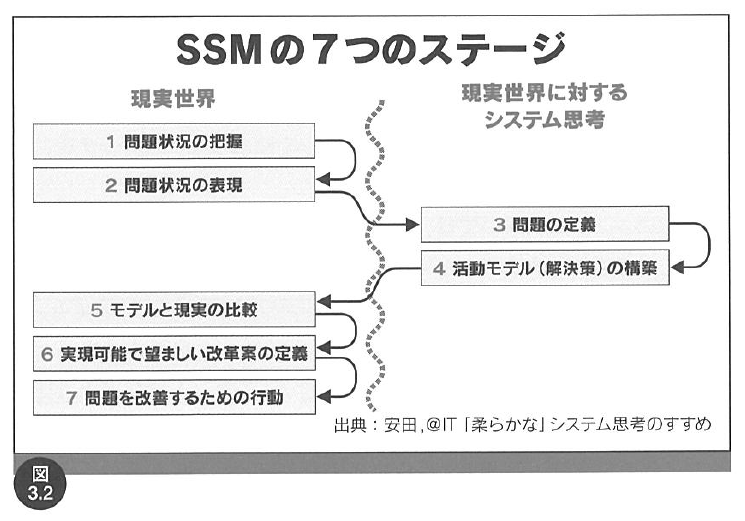 SSMの7つのステージ
現実世界
現実世界に対する
システム思考
1 問題状況の把握
2 問題状況の表現
3 問題の定義
4 活動モデル(解決策)の構築
5 モデルと現実の比較
6 実現可能で望ましい改革案の定義
7 問題を改善するための行動
出典:安田,@IT「柔らかな」システム思考のすすめ
図
3.2